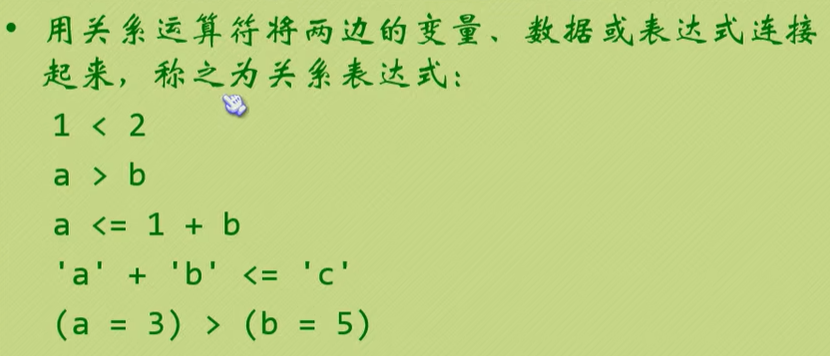 • 用关系运算符将两边的变量、数据或表达式连接
起来，称之为关系表达式：
1 < 2
a > b
a <= 1 + b
'a' + 'b' <= 'c'
(a = 3) > (b = 5)